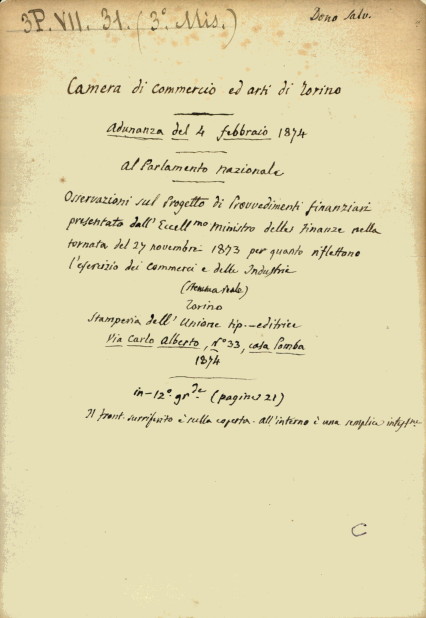 3P. VII. 31. (3º. Mis.)
Dono Salv.
Camera di Commercio ed arti di Torino
Adunanza del 4 febbraio 1874
Al Parlamento nazionale
Osservazioni sul Progetto di Provvedimenti finanziari
presentato dall'Eccell.mo Ministro delle Finanze nella
tornata del 27 novembre 1873 per quanto riflettono
l'esercizio dei Commerci e delle Industrie
(stemma reale)
Torino
Stamperia dell'Unione tip.-editrice
Via Carlo Alberto, Nº 33, casa Pomba
1874
in-12º. gr.de (pagine 21)
Il front. surriferito è sulla coperta. all'interno è una semplice
C